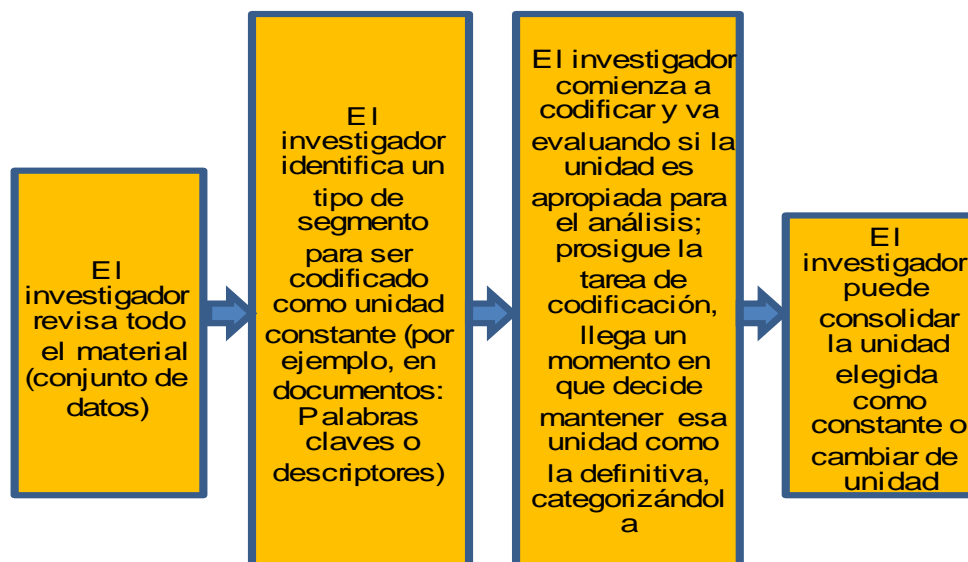 El
investigador
revisa todo
el material
(conjunto de
datos)
El
investigador
identifica un
tipo de
segmento
para ser
codificado
como unidad
constante (por
ejemplo, en
documentos:
Palabras
claves o
descriptores)
El investigador
comienza a
codificar y va
evaluando si la
unidad es
apropiada para
el análisis;
prosigue la
tarea de
codificación,
llega un
momento en
que decide
mantener esa
unidad como
la definitiva,
categorizándol
a
El
investigador
puede
consolidar
la unidad
elegida
como
constante o
cambiar de
unidad